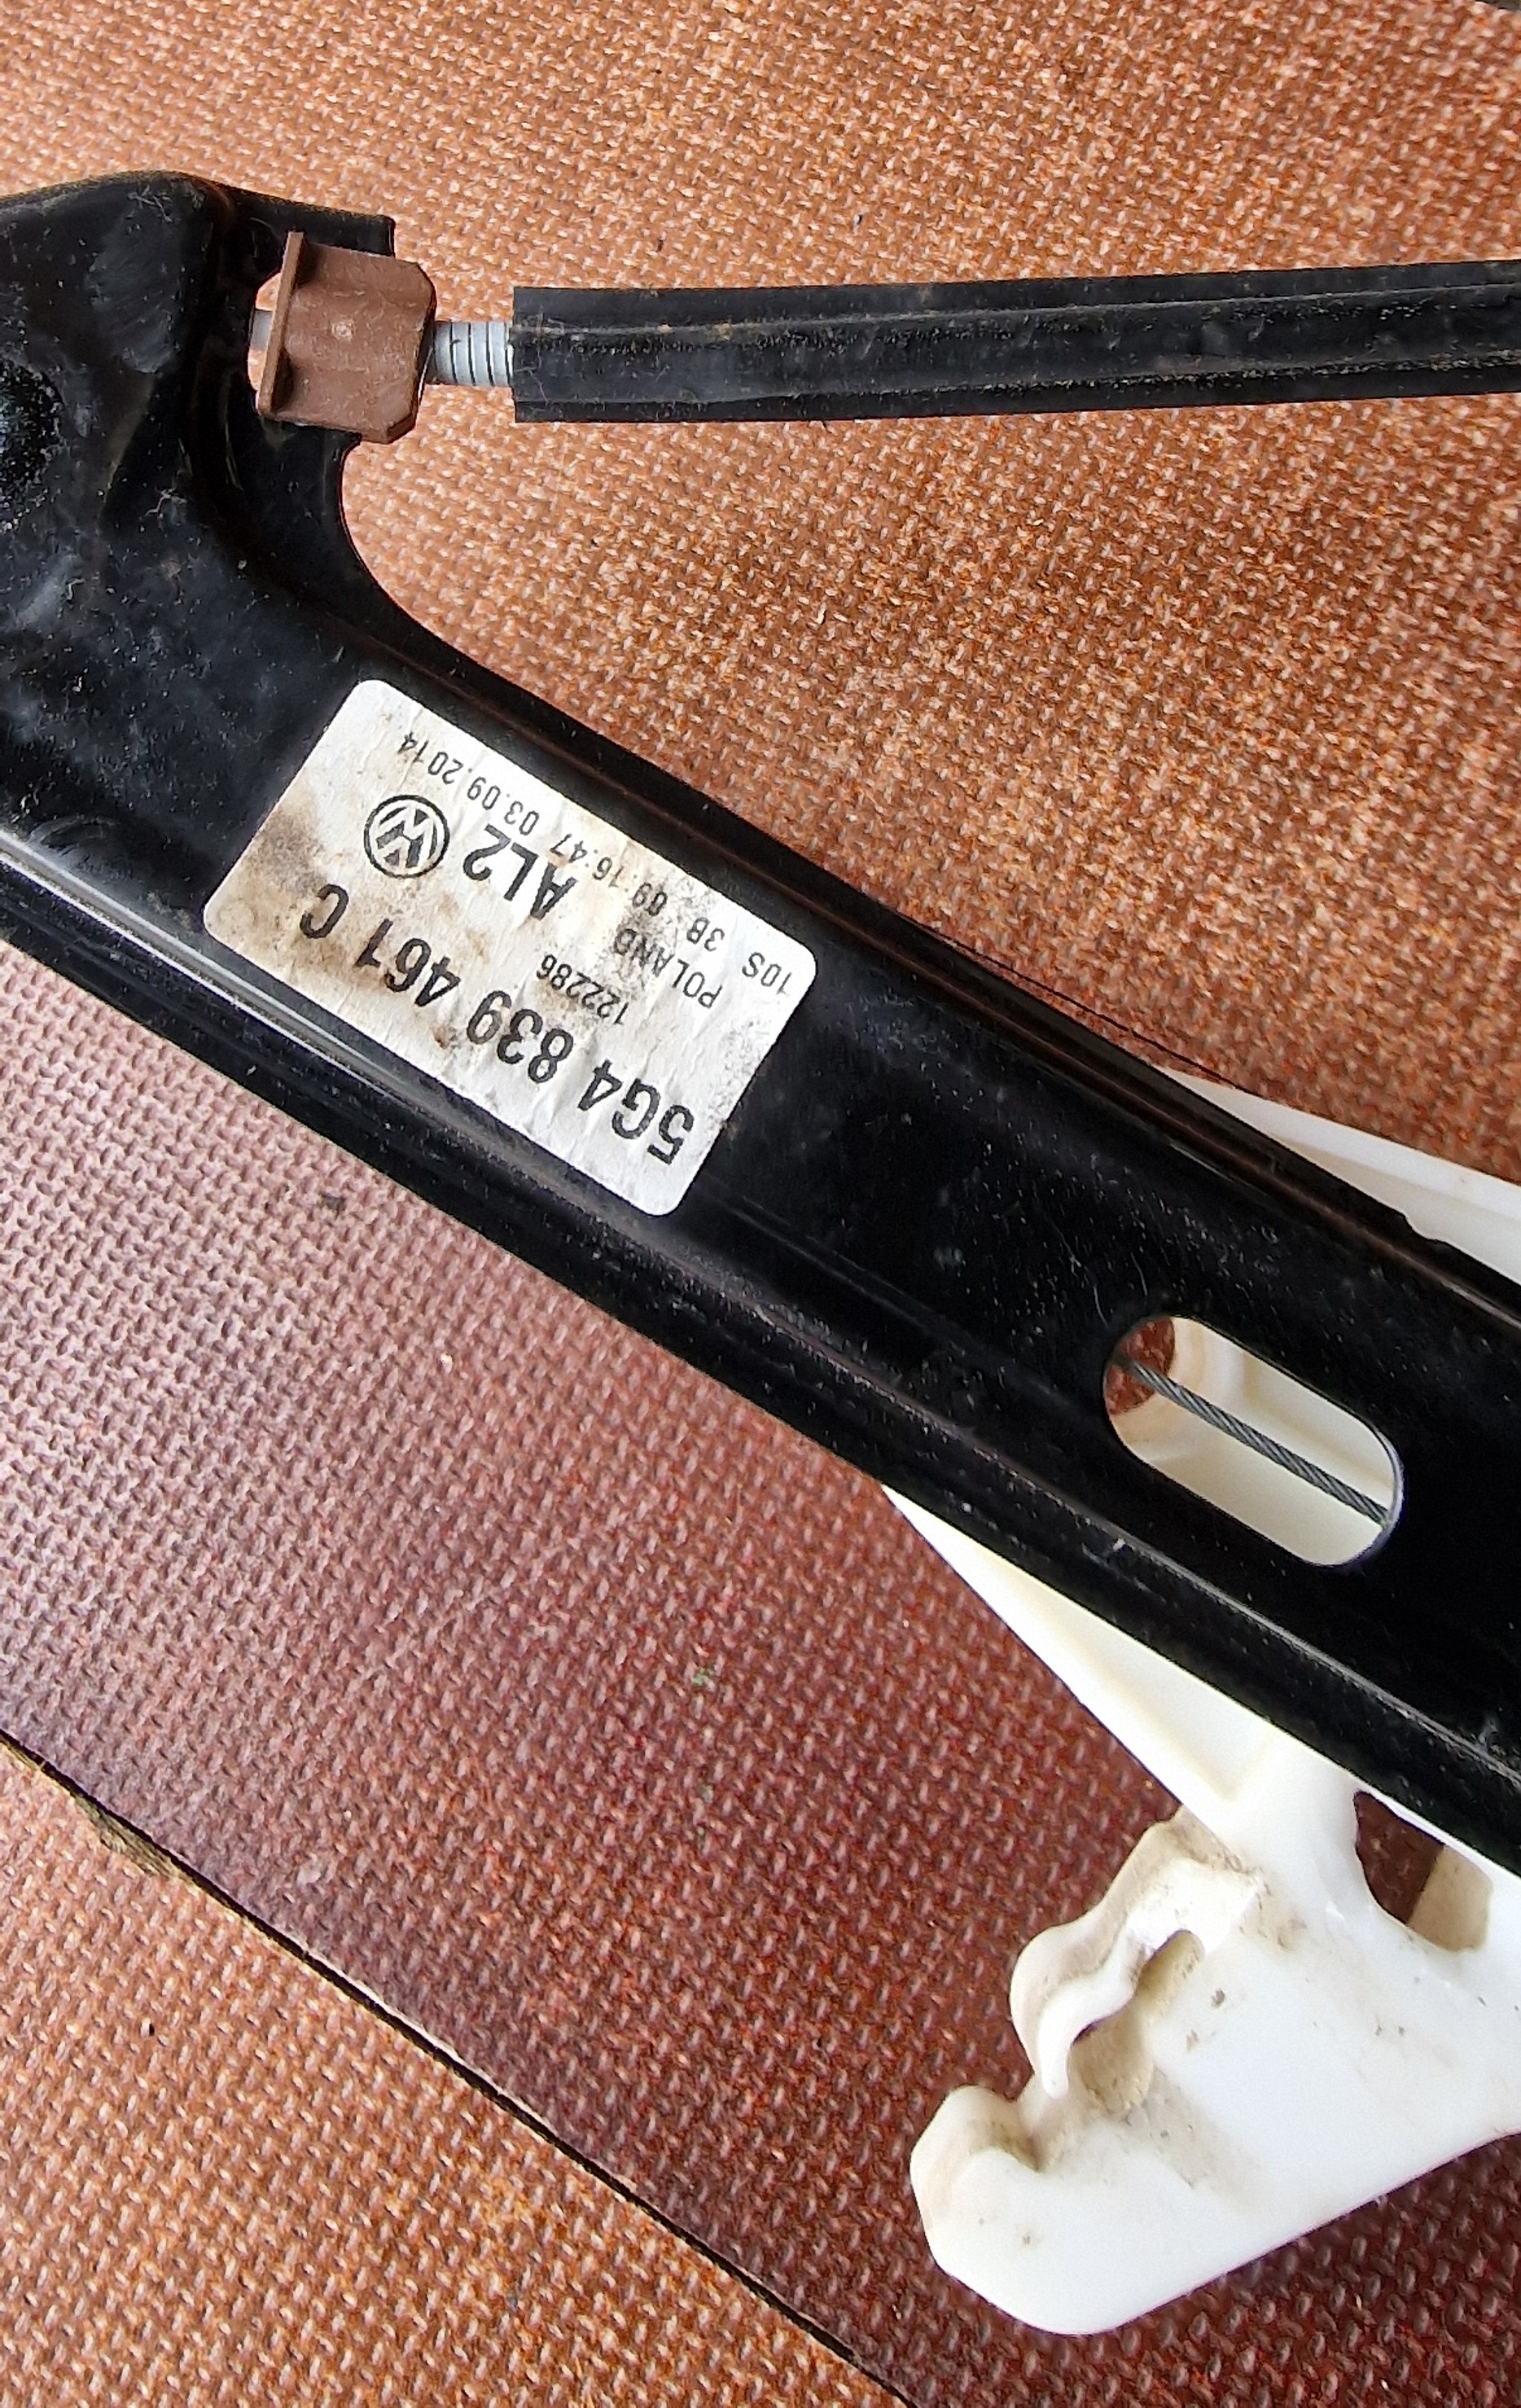 5G4 839 461 C
122286 AL2
POLAND
10S 3B 09:16:47 03.09.2014